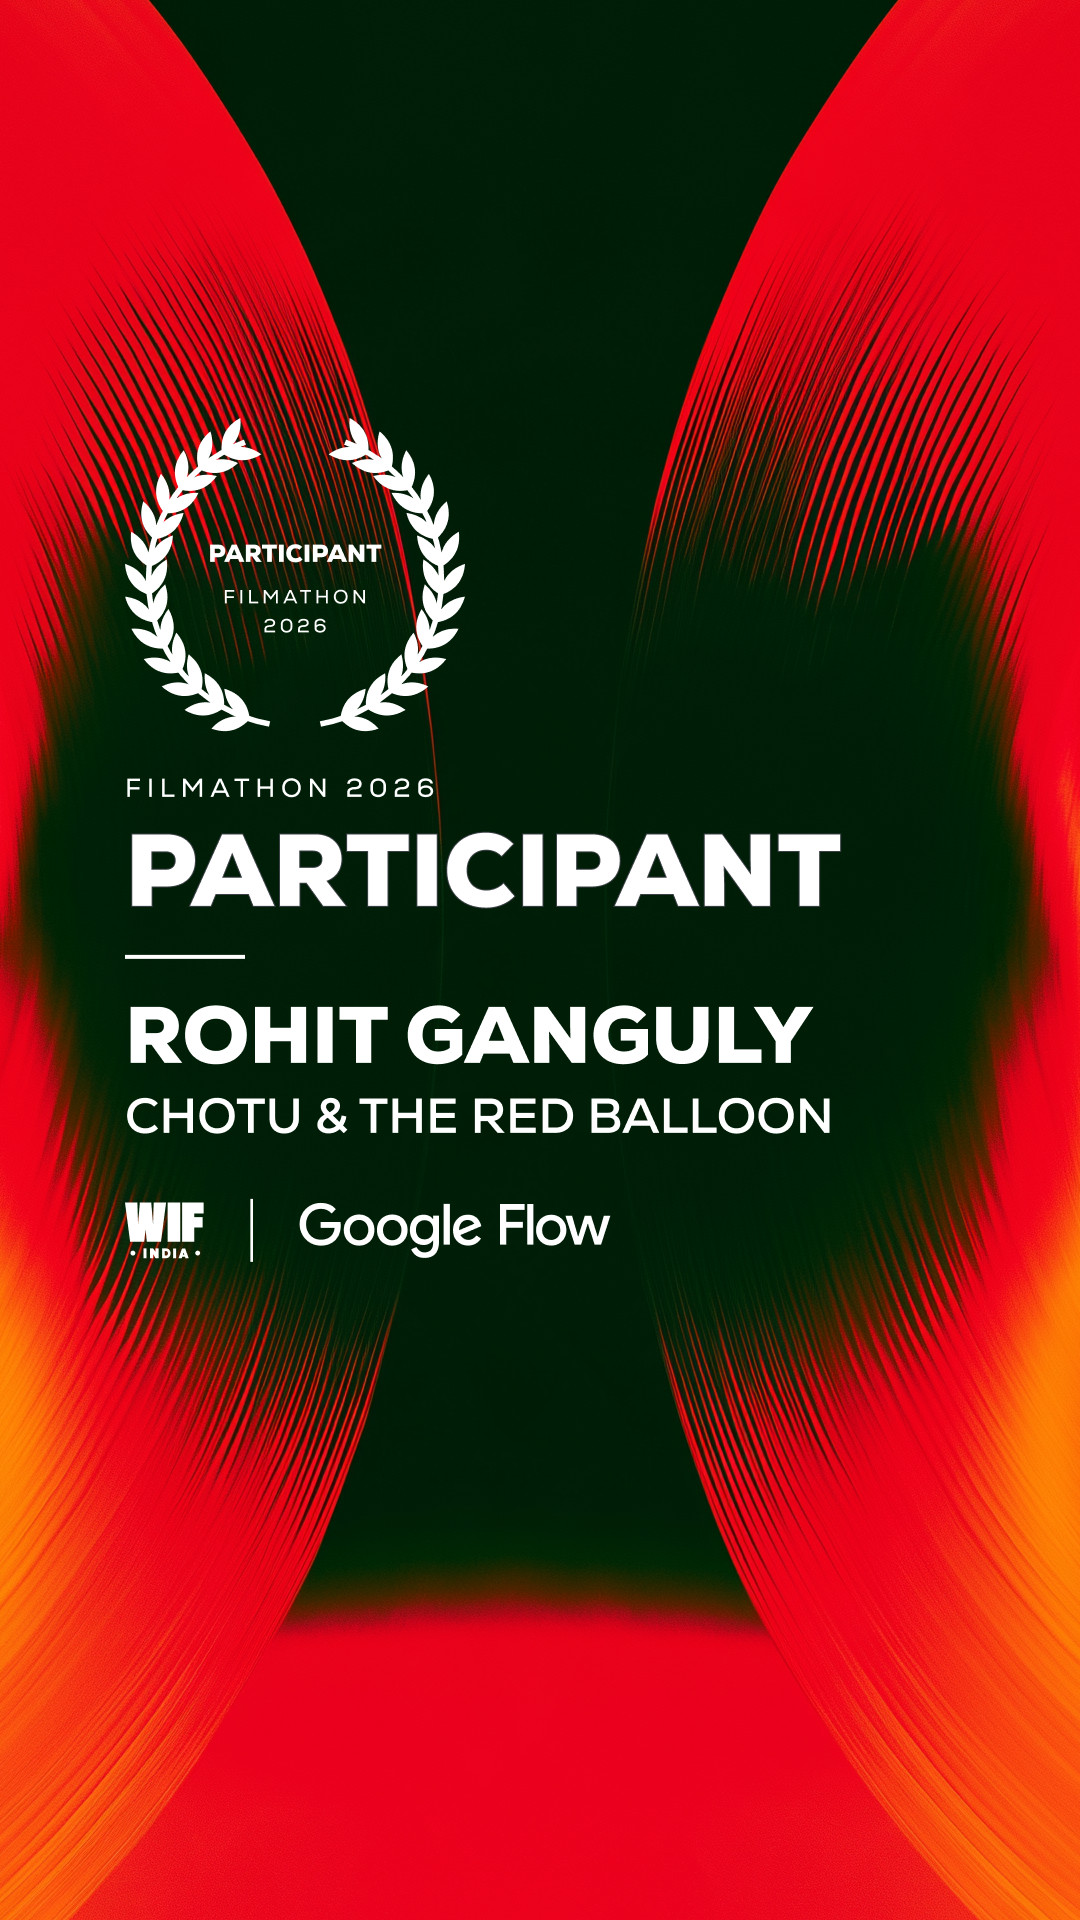 PARTICIPANT
FILMATHON
2026
FILMATHON 2026
PARTICIPANT
ROHIT GANGULY
CHOTU & THE RED BALLOON
WIF
• INDIA •
Google Flow